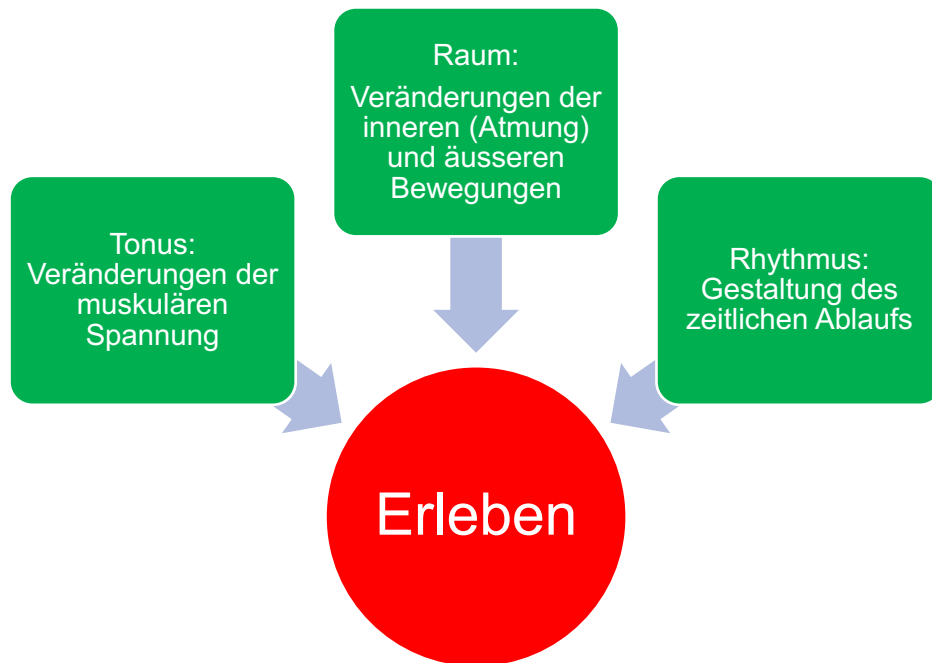 Raum:
Veränderungen der
inneren (Atmung)
und äusseren
Bewegungen
Tonus:
Veränderungen der
muskulären
Spannung
Rhythmus:
Gestaltung des
zeitlichen Ablaufs
Erleben